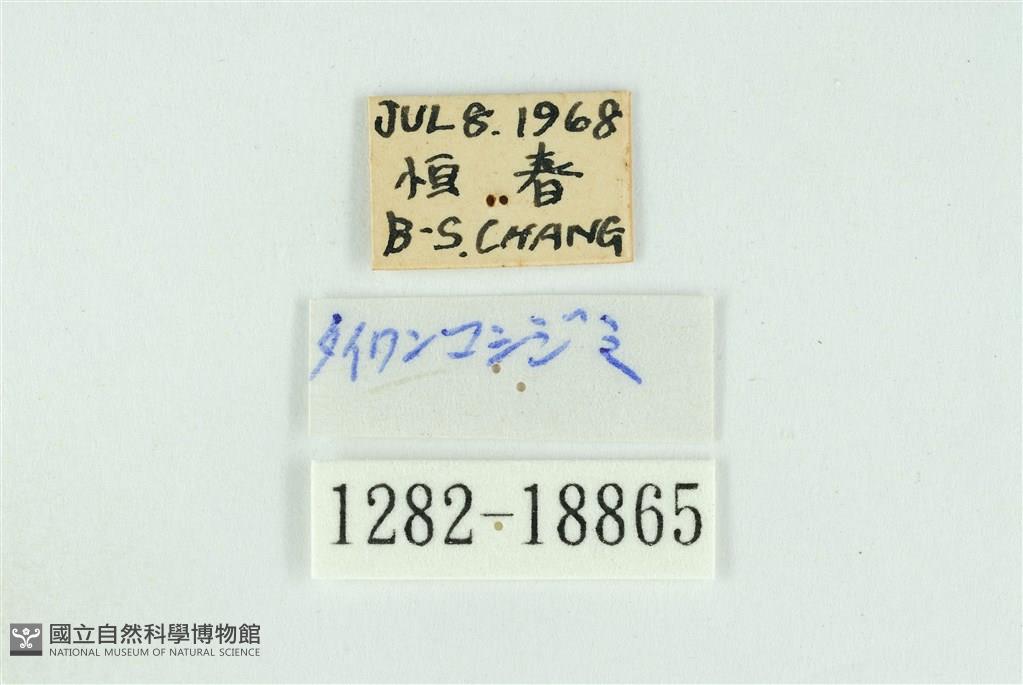 JUL 8. 1968
恒春
B-S. CHANG
タイワンコシジミ
1282-18865
國立自然科學博物館
NATIONAL MUSEUM OF NATURAL SCIENCE